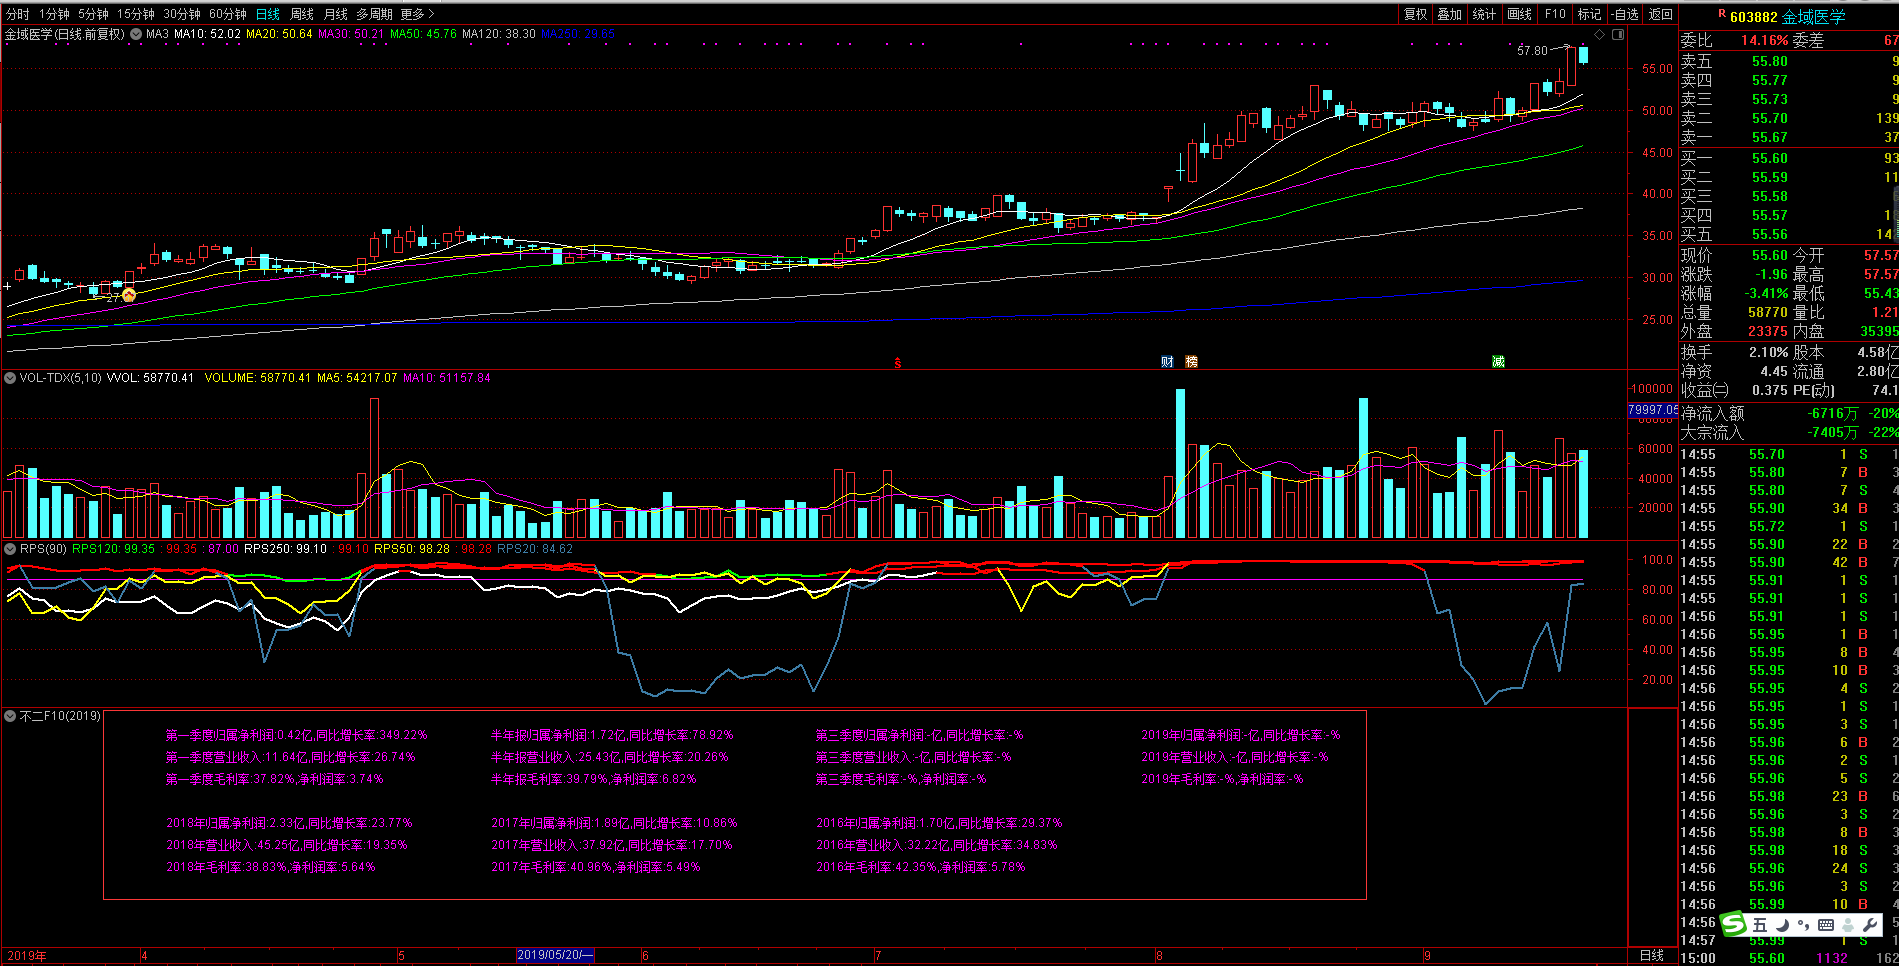 分时 1分钟 5分钟 15分钟 30分钟 60分钟 日线 周线 月线 多周期 更多
复权 叠加 统计 画线 F10 标记 -自选 返回
R 603882 金域医学
金域医学(日线.前复权) MA3 MA10: 52.02 MA20: 50.64 MA30: 50.21 MA50: 45.76 MA120: 38.30 MA250: 29.65
57.80
55.00
50.00
45.00
40.00
35.00
30.00
25.00
S 财 榜 减
委比 14.16% 委差 67
卖五 55.80 9
卖四 55.77 9
卖三 55.73 9
卖二 55.70 139
卖一 55.67 37
买一 55.60 93
买二 55.59 11
买三 55.58
买四 55.57 1
买五 55.56 14
现价 55.60 今开 57.57
涨跌 -1.96 最高 57.57
涨幅 -3.41% 最低 55.43
总量 58770 量比 1.21
外盘 23375 内盘 35395
换手 2.10% 股本 4.58亿
净资 4.45 流通 2.80亿
收益㈡ 0.375 PE(动) 74.1
净流入额 -6716万 -20%
大宗流入 -7405万 -22%
VOL-TDX(5,10) VVOL: 58770.41 VOLUME: 58770.41 MA5: 54217.07 MA10: 51157.84
100000
79997.05
60000
40000
20000
RPS(90) RPS120: 99.35 : 99.35 : 87.00 RPS250: 99.10 : 99.10 RPS50: 98.28 : 98.28 RPS20: 84.62
100.0
80.00
60.00
40.00
20.00
14:55 55.70 1 S 1
14:55 55.80 7 B 3
14:55 55.80 7 S 4
14:55 55.90 34 B 3
14:55 55.72 1 S 1
14:55 55.90 22 B 2
14:55 55.90 42 B 7
14:55 55.91 1 S 1
14:55 55.91 1 S 1
14:56 55.91 1 S 1
14:56 55.95 1 B 1
14:56 55.95 8 B 4
14:56 55.95 10 B 3
14:56 55.95 4 S 2
14:56 55.95 1 S 1
14:56 55.95 3 S 1
14:56 55.96 6 B 2
14:56 55.96 2 S 1
14:56 55.96 5 S 2
14:56 55.98 23 B 6
14:56 55.96 3 S 2
14:56 55.98 8 B 3
14:56 55.98 18 S 3
14:56 55.96 24 S 3
14:56 55.96 3 S 2
14:56 55.99 10 B 4
14:56
14:57 55.99 1 S 1
15:00 55.60 1132 162
不二F10(2019)
第一季度归属净利润:0.42亿,同比增长率:349.22% 半年报归属净利润:1.72亿,同比增长率:78.92% 第三季度归属净利润:-亿,同比增长率:-% 2019年归属净利润:-亿,同比增长率:-%
第一季度营业收入:11.64亿,同比增长率:26.74% 半年报营业收入:25.43亿,同比增长率:20.26% 第三季度营业收入:-亿,同比增长率:-% 2019年营业收入:-亿,同比增长率:-%
第一季度毛利率:37.82%,净利润率:3.74% 半年报毛利率:39.79%,净利润率:6.82% 第三季度毛利率:-%,净利润率:-% 2019年毛利率:-%,净利润率:-%
2018年归属净利润:2.33亿,同比增长率:23.77% 2017年归属净利润:1.89亿,同比增长率:10.86% 2016年归属净利润:1.70亿,同比增长率:29.37%
2018年营业收入:45.25亿,同比增长率:19.35% 2017年营业收入:37.92亿,同比增长率:17.70% 2016年营业收入:32.22亿,同比增长率:34.83%
2018年毛利率:38.83%,净利润率:5.64% 2017年毛利率:40.96%,净利润率:5.49% 2016年毛利率:42.35%,净利润率:5.78%
五
2019年 4 5 2019/05/20/一 6 7 8 9 日线